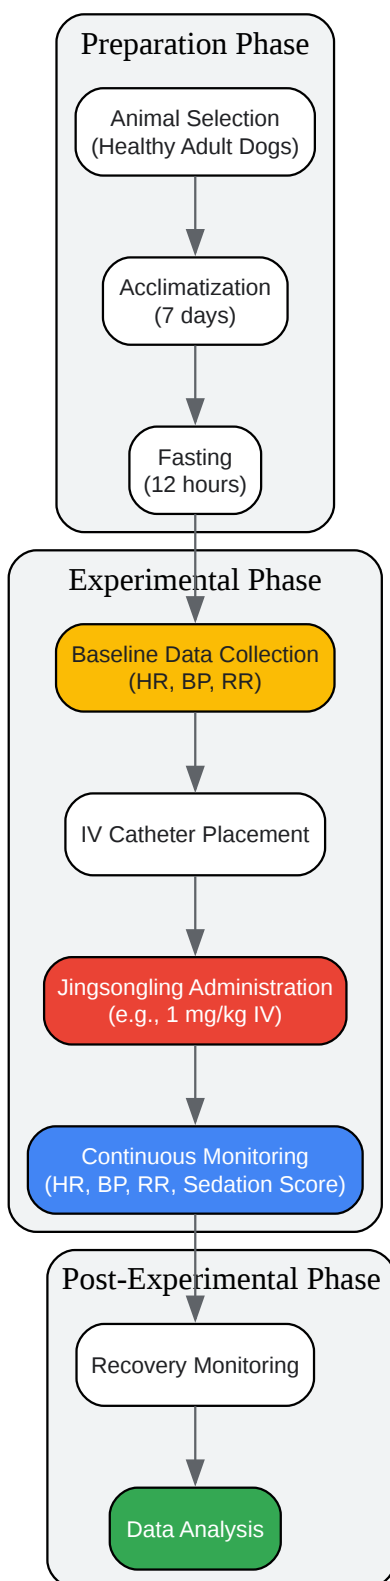 Preparation Phase
Animal Selection
(Healthy Adult Dogs)
Acclimatization
(7 days)
Fasting
(12 hours)
Experimental Phase
Baseline Data Collection
(HR, BP, RR)
IV Catheter Placement
Jingsongling Administration
(e.g., 1 mg/kg IV)
Continuous Monitoring
(HR, BP, RR, Sedation Score)
Post-Experimental Phase
Recovery Monitoring
Data Analysis